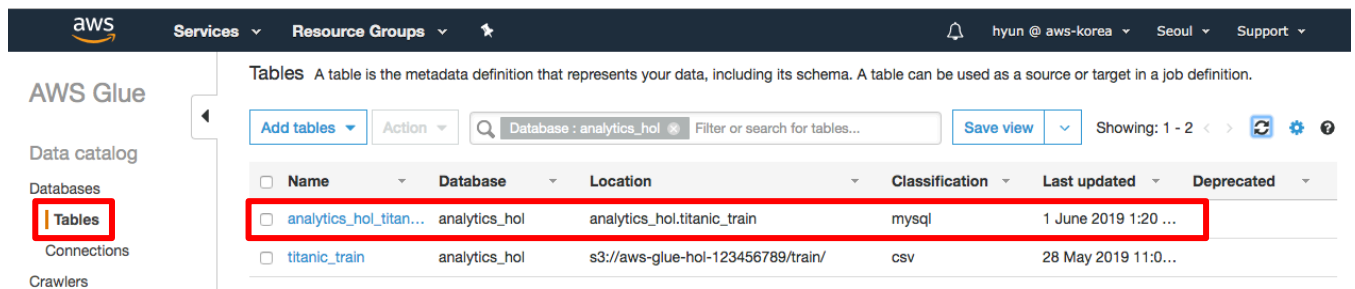 aws Services Resource Groups hyun @ aws-korea Seoul Support
AWS Glue
Data catalog
Databases
Tables
Connections
Crawlers
Tables A table is the metadata definition that represents your data, including its schema. A table can be used as a source or target in a job definition.
Add tables Action Database : analytics_hol Filter or search for tables... Save view Showing: 1 - 2
Name Database Location Classification Last updated Deprecated
analytics_hol_titan... analytics_hol analytics_hol.titanic_train mysql 1 June 2019 1:20 ...
titanic_train analytics_hol s3://aws-glue-hol-123456789/train/ csv 28 May 2019 11:0...